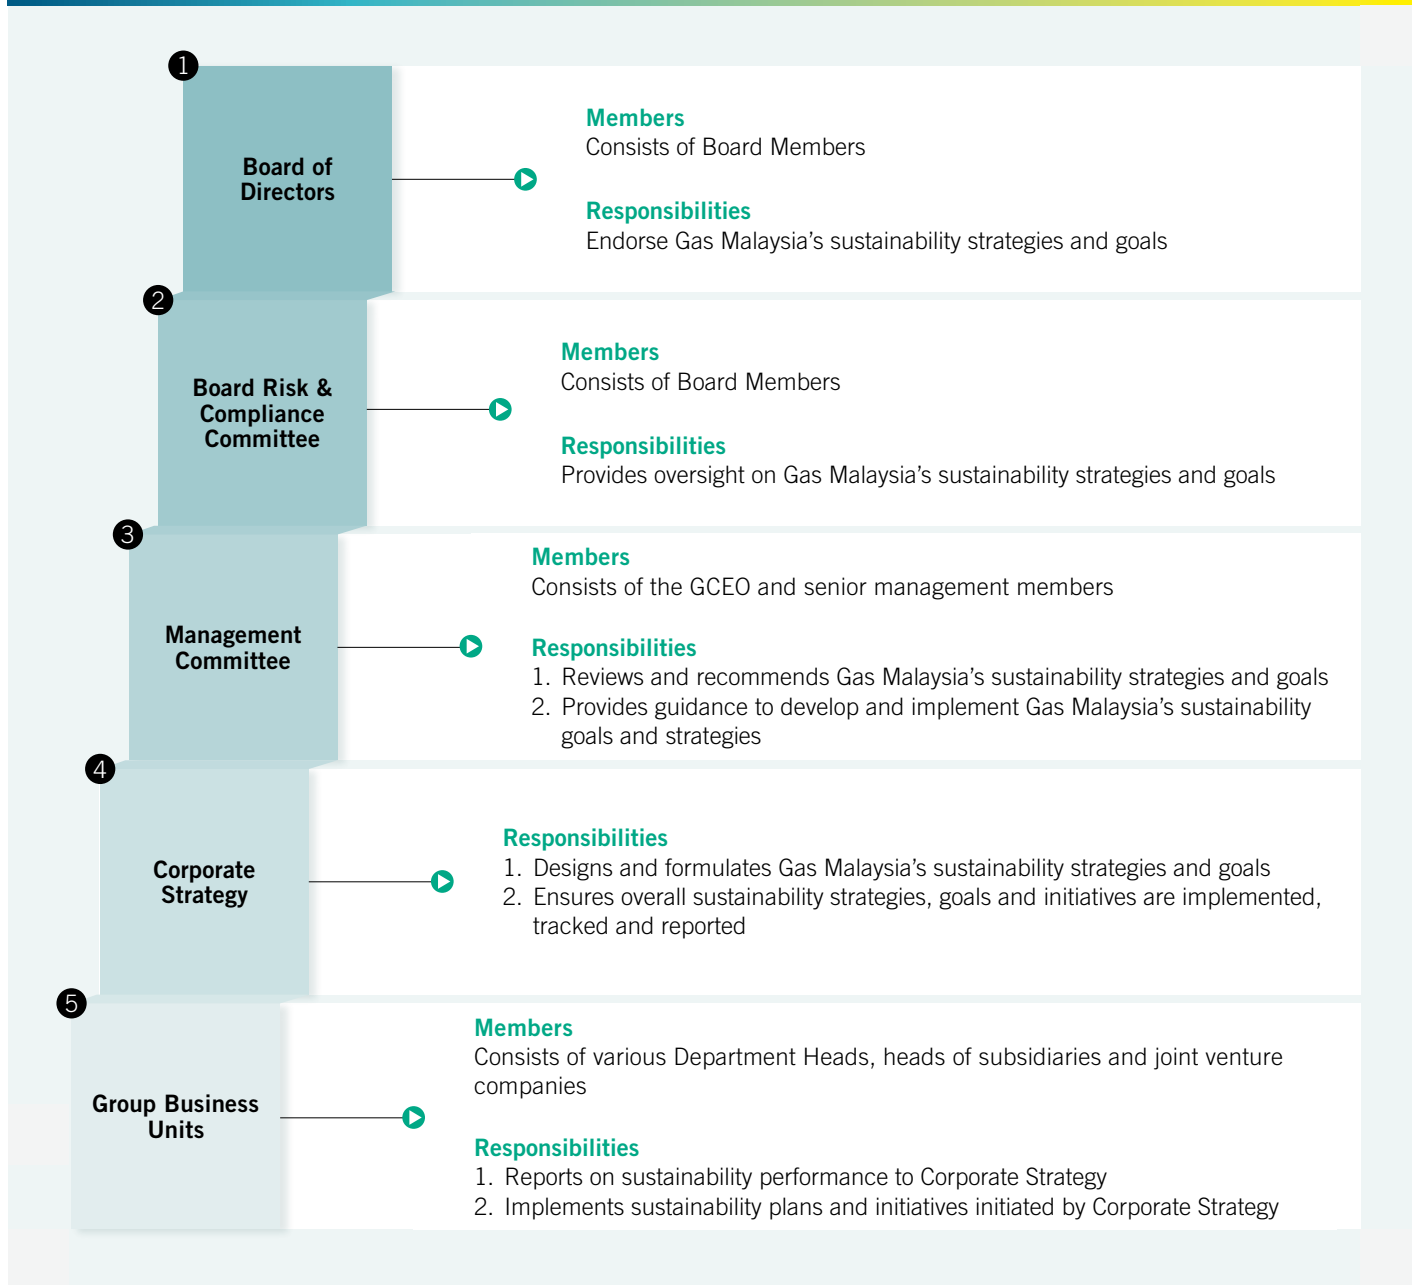 1
Board of
Directors
Members
Consists of Board Members
Responsibilities
Endorse Gas Malaysia’s sustainability strategies and goals
2
Board Risk &
Compliance
Committee
Members
Consists of Board Members
Responsibilities
Provides oversight on Gas Malaysia’s sustainability strategies and goals
3
Management
Committee
Members
Consists of the GCEO and senior management members
Responsibilities
1. Reviews and recommends Gas Malaysia’s sustainability strategies and goals
2. Provides guidance to develop and implement Gas Malaysia’s sustainability
goals and strategies
4
Corporate
Strategy
Responsibilities
1. Designs and formulates Gas Malaysia’s sustainability strategies and goals
2. Ensures overall sustainability strategies, goals and initiatives are implemented,
tracked and reported
5
Group Business
Units
Members
Consists of various Department Heads, heads of subsidiaries and joint venture
companies
Responsibilities
1. Reports on sustainability performance to Corporate Strategy
2. Implements sustainability plans and initiatives initiated by Corporate Strategy